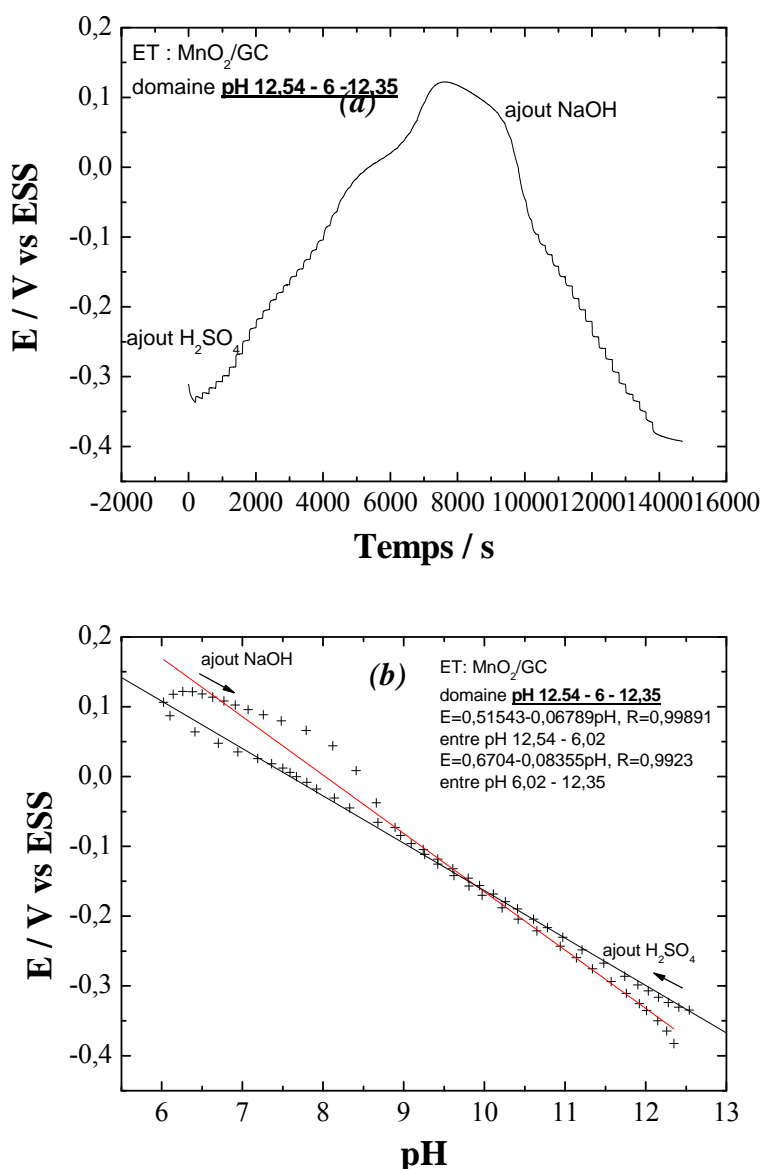 0,2
ET : MnO2/GC
domaine pH 12,54 - 6 -12,35
(a)
0,1
ajout NaOH
0,0
-0,1
-0,2
ajout H2SO4
-0,3
-0,4
E / V vs ESS
-2000 0 2000 4000 6000 8000 10000 12000 14000 16000
Temps / s
0,2
ajout NaOH
(b)
ET: MnO2/GC
domaine pH 12.54 - 6 - 12,35
E=0,51543-0,06789pH, R=0,99891
entre pH 12,54 - 6,02
E=0,6704-0,08355pH, R=0,9923
entre pH 6,02 - 12,35
0,1
0,0
-0,1
-0,2
ajout H2SO4
-0,3
-0,4
E / V vs ESS
6 7 8 9 10 11 12 13
pH